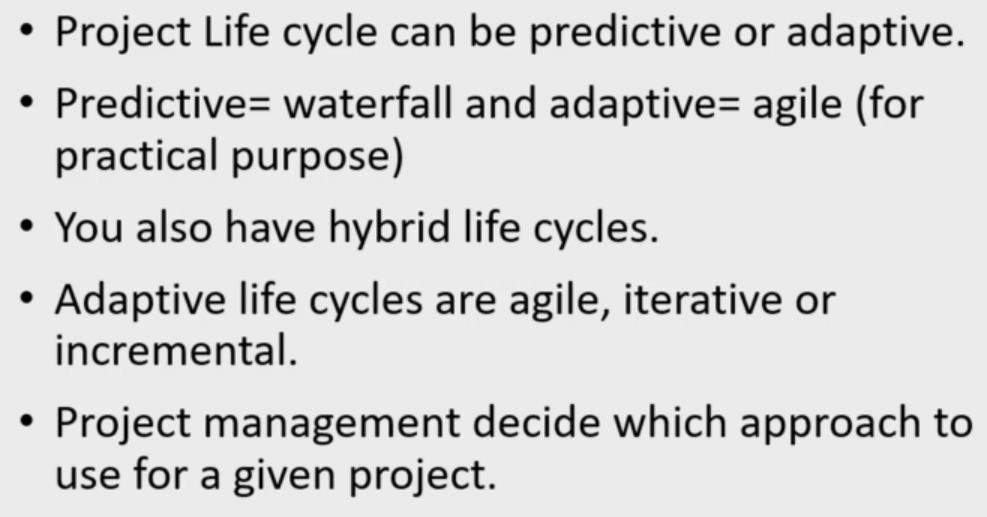 • Project Life cycle can be predictive or adaptive.
• Predictive= waterfall and adaptive= agile (for
practical purpose)
• You also have hybrid life cycles.
• Adaptive life cycles are agile, iterative or
incremental.
• Project management decide which approach to
use for a given project.